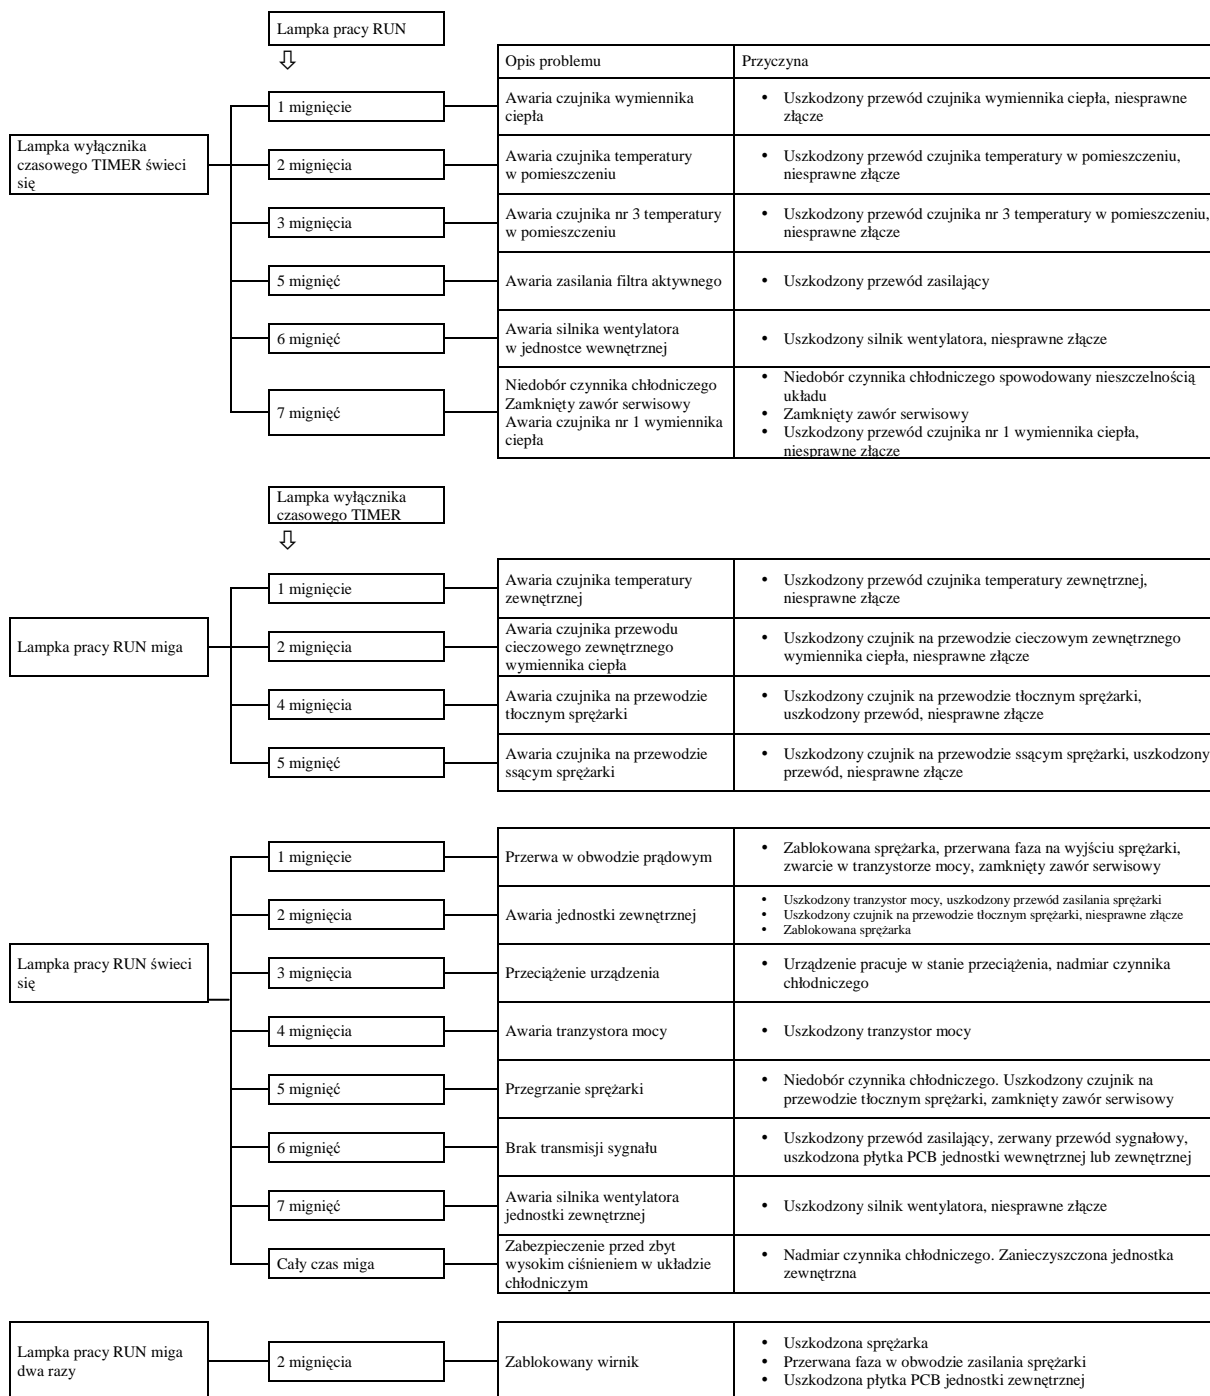 Lampka pracy RUN
Opis problemu
Przyczyna
Lampka wyłącznika
czasowego TIMER świeci
się
1 mignięcie
Awaria czujnika wymiennika
ciepła
• Uszkodzony przewód czujnika wymiennika ciepła, niesprawne
złącze
2 mignięcia
Awaria czujnika temperatury
w pomieszczeniu
• Uszkodzony przewód czujnika temperatury w pomieszczeniu,
niesprawne złącze
3 mignięcia
Awaria czujnika nr 3 temperatury
w pomieszczeniu
• Uszkodzony przewód czujnika nr 3 temperatury w pomieszczeniu,
niesprawne złącze
5 mignięć
Awaria zasilania filtra aktywnego
• Uszkodzony przewód zasilający
6 mignięć
Awaria silnika wentylatora
w jednostce wewnętrznej
• Uszkodzony silnik wentylatora, niesprawne złącze
7 mignięć
Niedobór czynnika chłodniczego
Zamknięty zawór serwisowy
Awaria czujnika nr 1 wymiennika
ciepła
• Niedobór czynnika chłodniczego spowodowany nieszczelnością
układu
• Zamknięty zawór serwisowy
• Uszkodzony przewód czujnika nr 1 wymiennika ciepła,
niesprawne złącze
Lampka wyłącznika
czasowego TIMER
Lampka pracy RUN miga
1 mignięcie
Awaria czujnika temperatury
zewnętrznej
• Uszkodzony przewód czujnika temperatury zewnętrznej,
niesprawne złącze
2 mignięcia
Awaria czujnika przewodu
cieczowego zewnętrznego
wymiennika ciepła
• Uszkodzony czujnik na przewodzie cieczowym zewnętrznego
wymiennika ciepła, niesprawne złącze
4 mignięcia
Awaria czujnika na przewodzie
tłocznym sprężarki
• Uszkodzony czujnik na przewodzie tłocznym sprężarki,
uszkodzony przewód, niesprawne złącze
5 mignięć
Awaria czujnika na przewodzie
ssącym sprężarki
• Uszkodzony czujnik na przewodzie ssącym sprężarki, uszkodzony
przewód, niesprawne złącze
Lampka pracy RUN świeci
się
1 mignięcie
Przerwa w obwodzie prądowym
• Zablokowana sprężarka, przerwana faza na wyjściu sprężarki,
zwarcie w tranzystorze mocy, zamknięty zawór serwisowy
2 mignięcia
Awaria jednostki zewnętrznej
• Uszkodzony tranzystor mocy, uszkodzony przewód zasilania sprężarki
• Uszkodzony czujnik na przewodzie tłocznym sprężarki, niesprawne złącze
• Zablokowana sprężarka
3 mignięcia
Przeciążenie urządzenia
• Urządzenie pracuje w stanie przeciążenia, nadmiar czynnika
chłodniczego
4 mignięcia
Awaria tranzystora mocy
• Uszkodzony tranzystor mocy
5 mignięć
Przegrzanie sprężarki
• Niedobór czynnika chłodniczego. Uszkodzony czujnik na
przewodzie tłocznym sprężarki, zamknięty zawór serwisowy
6 mignięć
Brak transmisji sygnału
• Uszkodzony przewód zasilający, zerwany przewód sygnałowy,
uszkodzona płytka PCB jednostki wewnętrznej lub zewnętrznej
7 mignięć
Awaria silnika wentylatora
jednostki zewnętrznej
• Uszkodzony silnik wentylatora, niesprawne złącze
Cały czas miga
Zabezpieczenie przed zbyt
wysokim ciśnieniem w układzie
chłodniczym
• Nadmiar czynnika chłodniczego. Zanieczyszczona jednostka
zewnętrzna
Lampka pracy RUN miga
dwa razy
2 mignięcia
Zablokowany wirnik
• Uszkodzona sprężarka
• Przerwana faza w obwodzie zasilania sprężarki
• Uszkodzona płytka PCB jednostki zewnętrznej